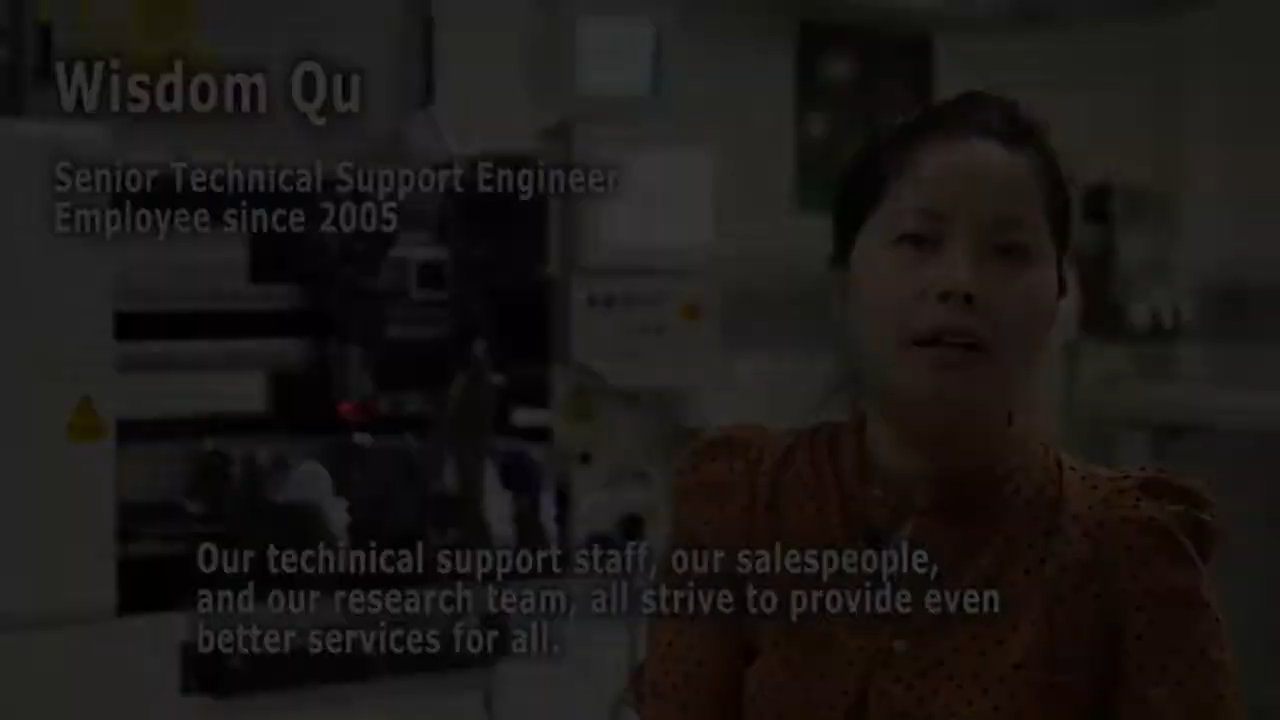 Wisdom Qu
Senior Technical Support Engineer
Employee since 2005
Our techinical support staff, our salespeople,
and our research team, all strive to provide even
better services for all.